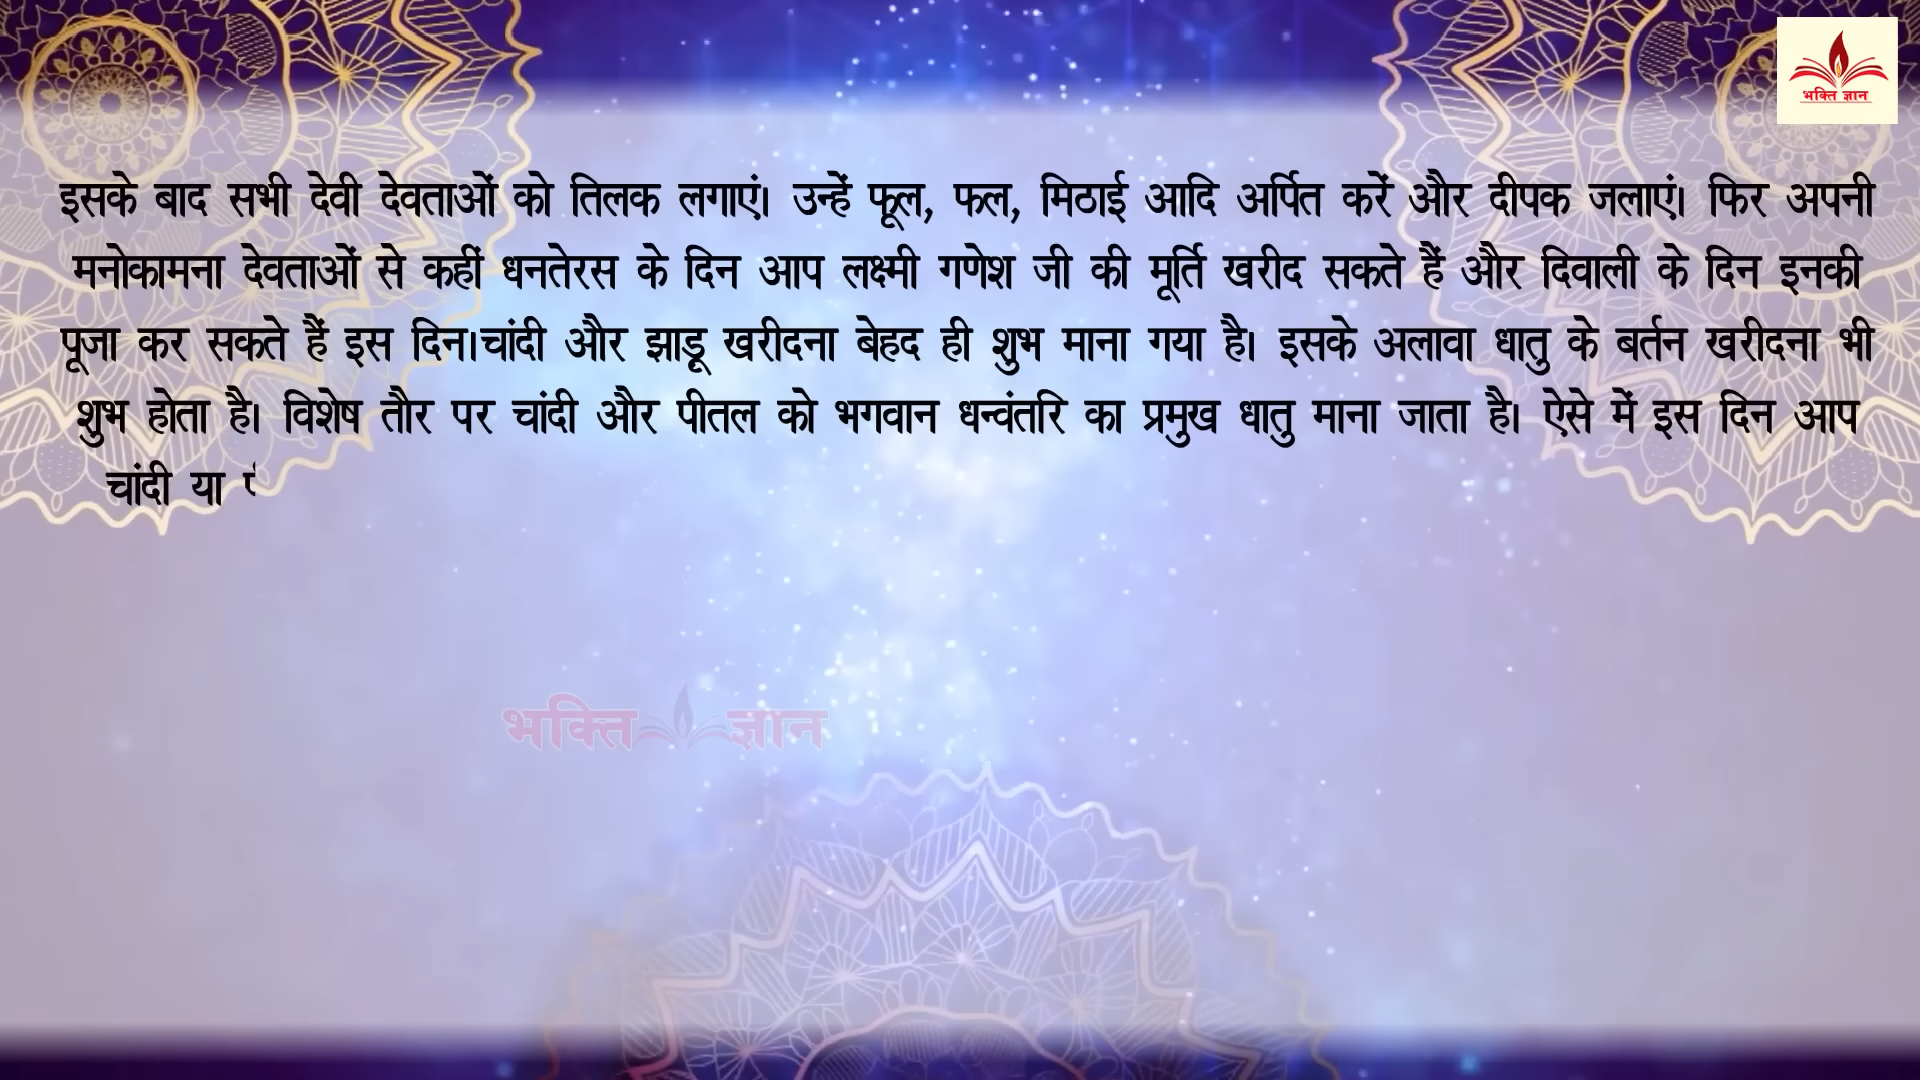 भक्ति ज्ञान
इसके बाद सभी देवी देवताओं को तिलक लगाएं। उन्हें फूल, फल, मिठाई आदि अर्पित करें और दीपक जलाएं। फिर अपनी
मनोकामना देवताओं से कहीं धनतेरस के दिन आप लक्ष्मी गणेश जी की मूर्ति खरीद सकते हैं और दिवाली के दिन इनकी
पूजा कर सकते हैं इस दिन।चांदी और झाडू खरीदना बेहद ही शुभ माना गया है। इसके अलावा धातु के बर्तन खरीदना भी
शुभ होता है। विशेष तौर पर चांदी और पीतल को भगवान धन्वंतरि का प्रमुख धातु माना जाता है। ऐसे में इस दिन आप
चांदी या
भक्ति ज्ञान